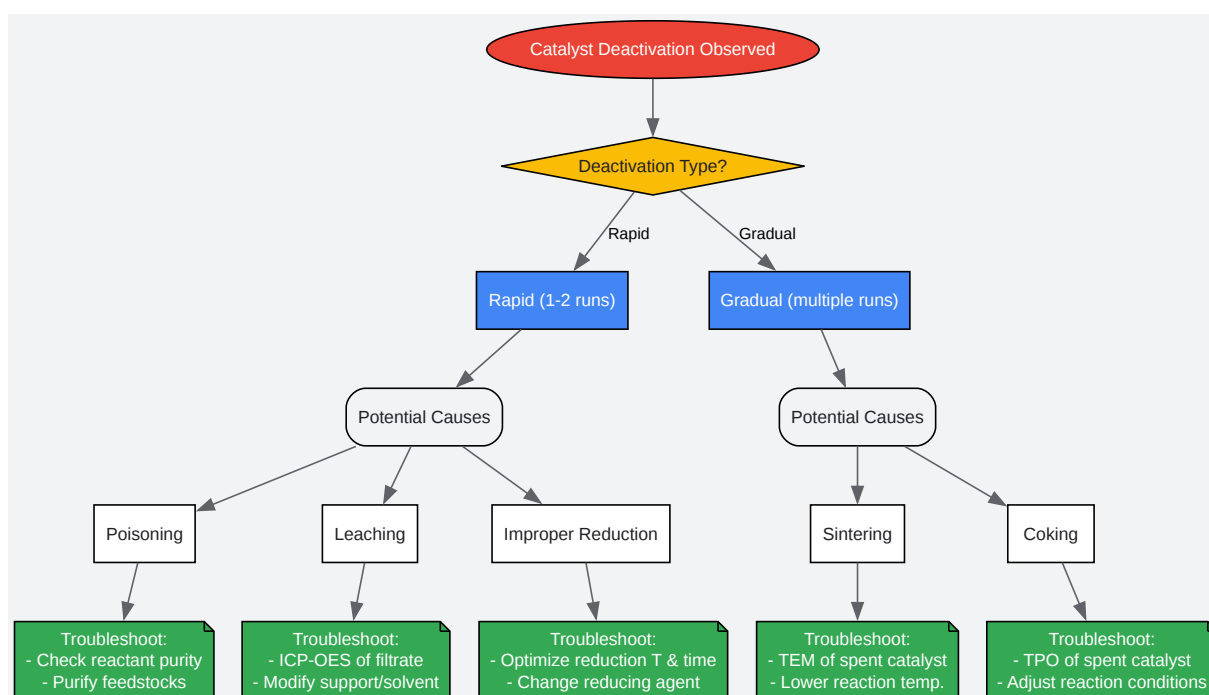 Catalyst Deactivation Observed
Deactivation Type?
Rapid
Gradual
Rapid (1-2 runs)
Gradual (multiple runs)
Potential Causes
Potential Causes
Poisoning
Leaching
Improper Reduction
Sintering
Coking
Troubleshoot:
- Check reactant purity
- Purify feedstocks
Troubleshoot:
- ICP-OES of filtrate
- Modify support/solvent
Troubleshoot:
- Optimize reduction T & time
- Change reducing agent
Troubleshoot:
- TEM of spent catalyst
- Lower reaction temp.
Troubleshoot:
- TPO of spent catalyst
- Adjust reaction conditions